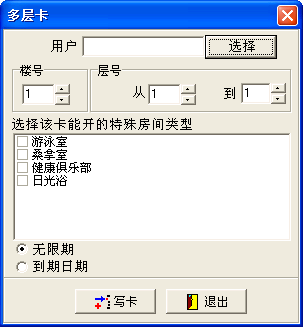 多层卡
用户 选择
楼号 层号
1 从 1 到 1
选择该卡能开的特殊房间类型
游泳室
桑拿室
健康俱乐部
日光浴
无限期
到期日期
写卡 退出